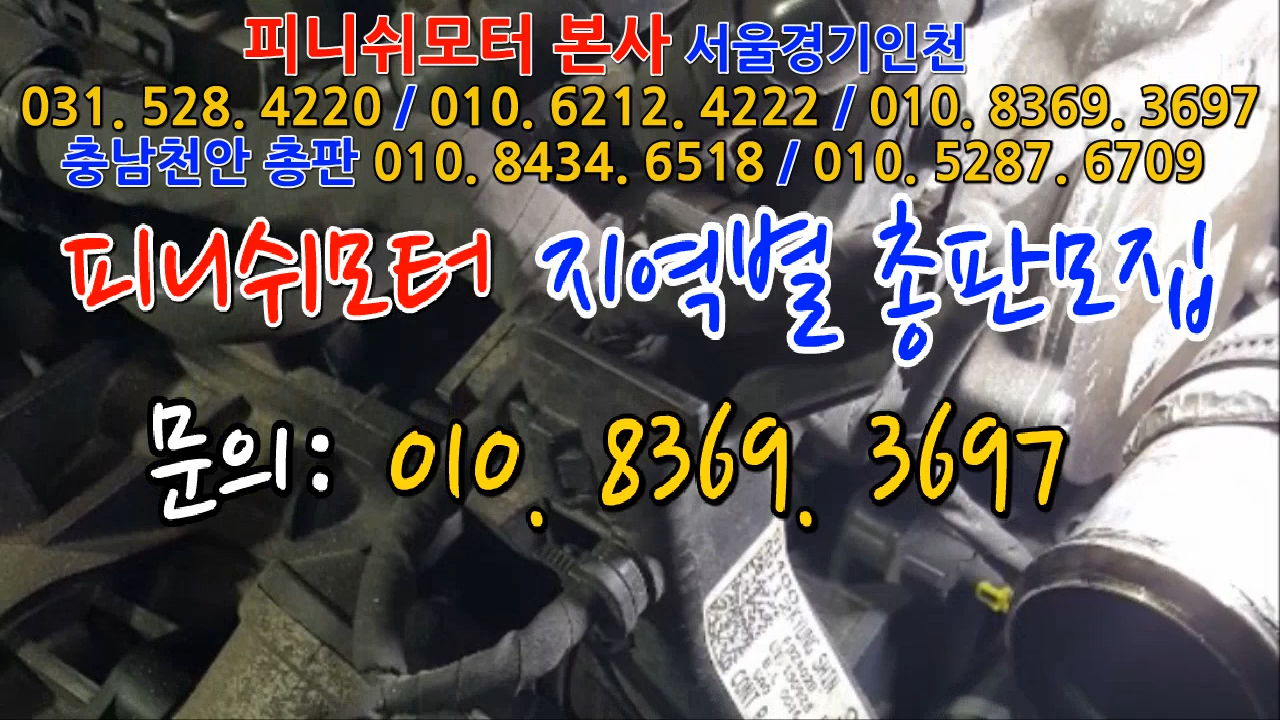 피니쉬모터 본사 서울경기인천
031. 528. 4220 / 010. 6212. 4222 / 010. 8369. 3697
충남천안 총판 010. 8434. 6518 / 010. 5287. 6709
피니쉬모터 지역별 총판모집
문의: 010. 8369. 3697